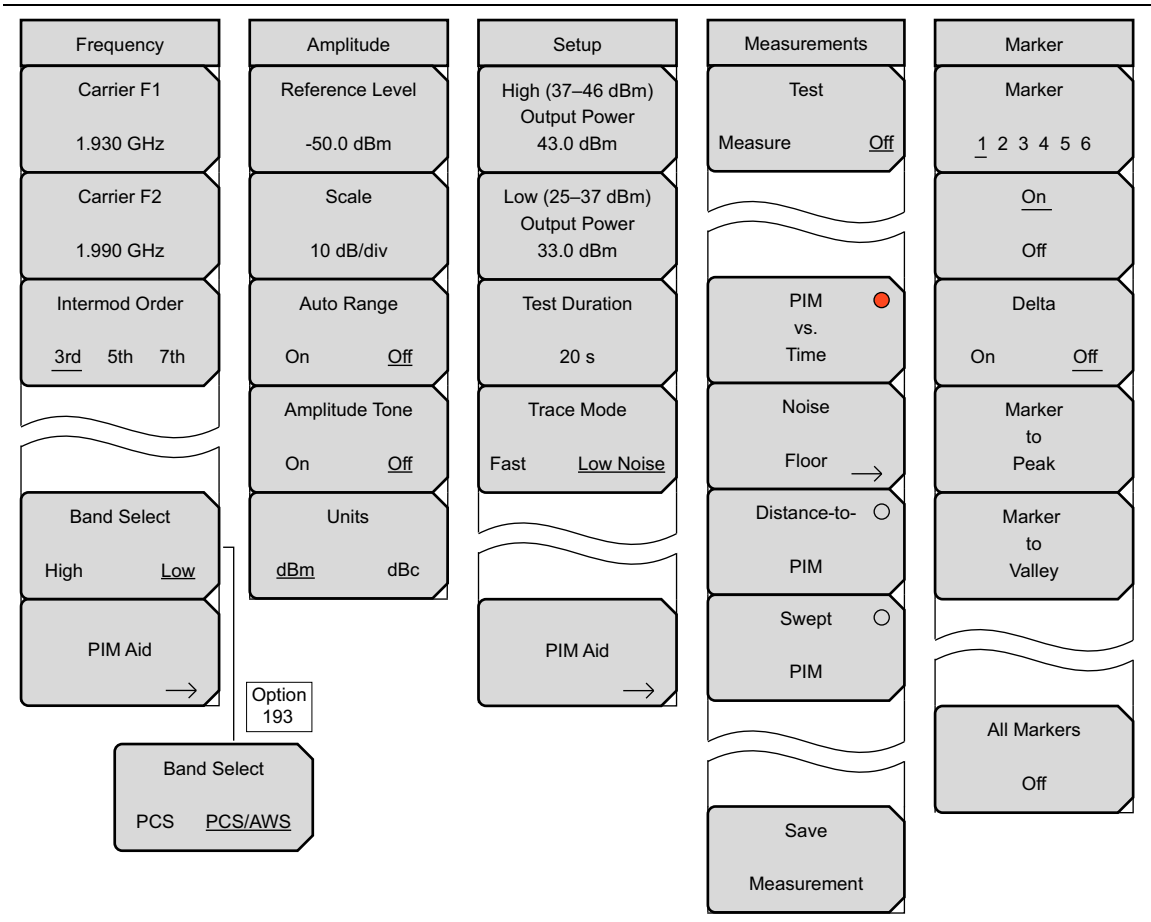 Frequency
Carrier F1
1.930 GHz
Carrier F2
1.990 GHz
Intermod Order
3rd 5th 7th
Band Select
High Low
PIM Aid
Option
193
Band Select
PCS PCS/AWS
Amplitude
Reference Level
-50.0 dBm
Scale
10 dB/div
Auto Range
On Off
Amplitude Tone
On Off
Units
dBm dBc
Setup
High (37–46 dBm)
Output Power
43.0 dBm
Low (25–37 dBm)
Output Power
33.0 dBm
Test Duration
20 s
Trace Mode
Fast Low Noise
PIM Aid
Measurements
Test
Measure Off
PIM
vs.
Time
Noise
Floor
Distance-to-
PIM
Swept
PIM
Save
Measurement
Marker
Marker
1 2 3 4 5 6
On
Off
Delta
On Off
Marker
to
Peak
Marker
to
Valley
All Markers
Off